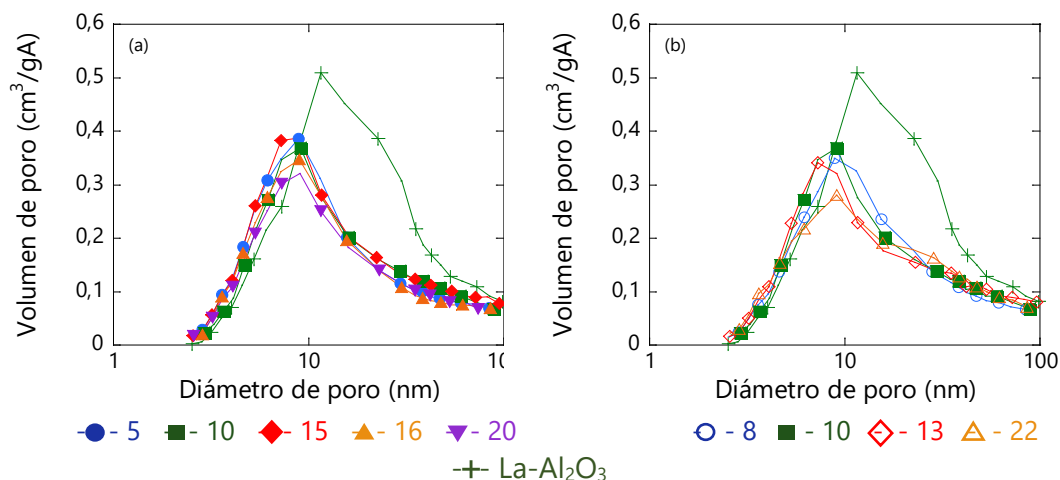 0,6
0,5
0,4
0,3
0,2
0,1
0
(a)
Volumen de poro (cm³/gA)
1 10 10
Diámetro de poro (nm)
0,6
0,5
0,4
0,3
0,2
0,1
0
(b)
Volumen de poro (cm³/gA)
1 10 100
Diámetro de poro (nm)
- 5 - 10 - 15 - 16 - 20
- 8 - 10 - 13 - 22
-+- La-Al₂O₃